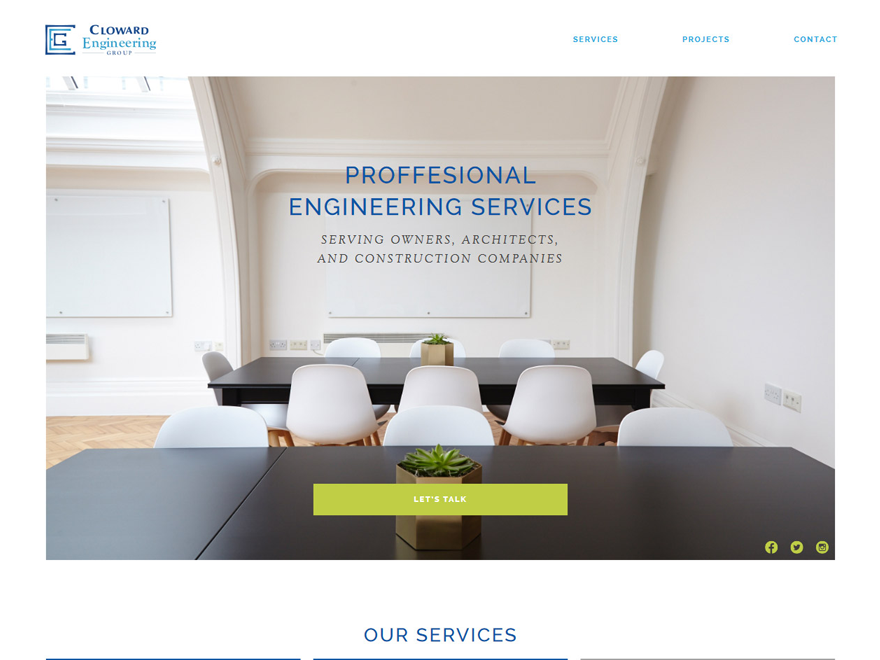 CLOWARD
Engineering
GROUP
SERVICES PROJECTS CONTACT
PROFFESIONAL
ENGINEERING SERVICES
SERVING OWNERS, ARCHITECTS,
AND CONSTRUCTION COMPANIES
LET'S TALK
OUR SERVICES